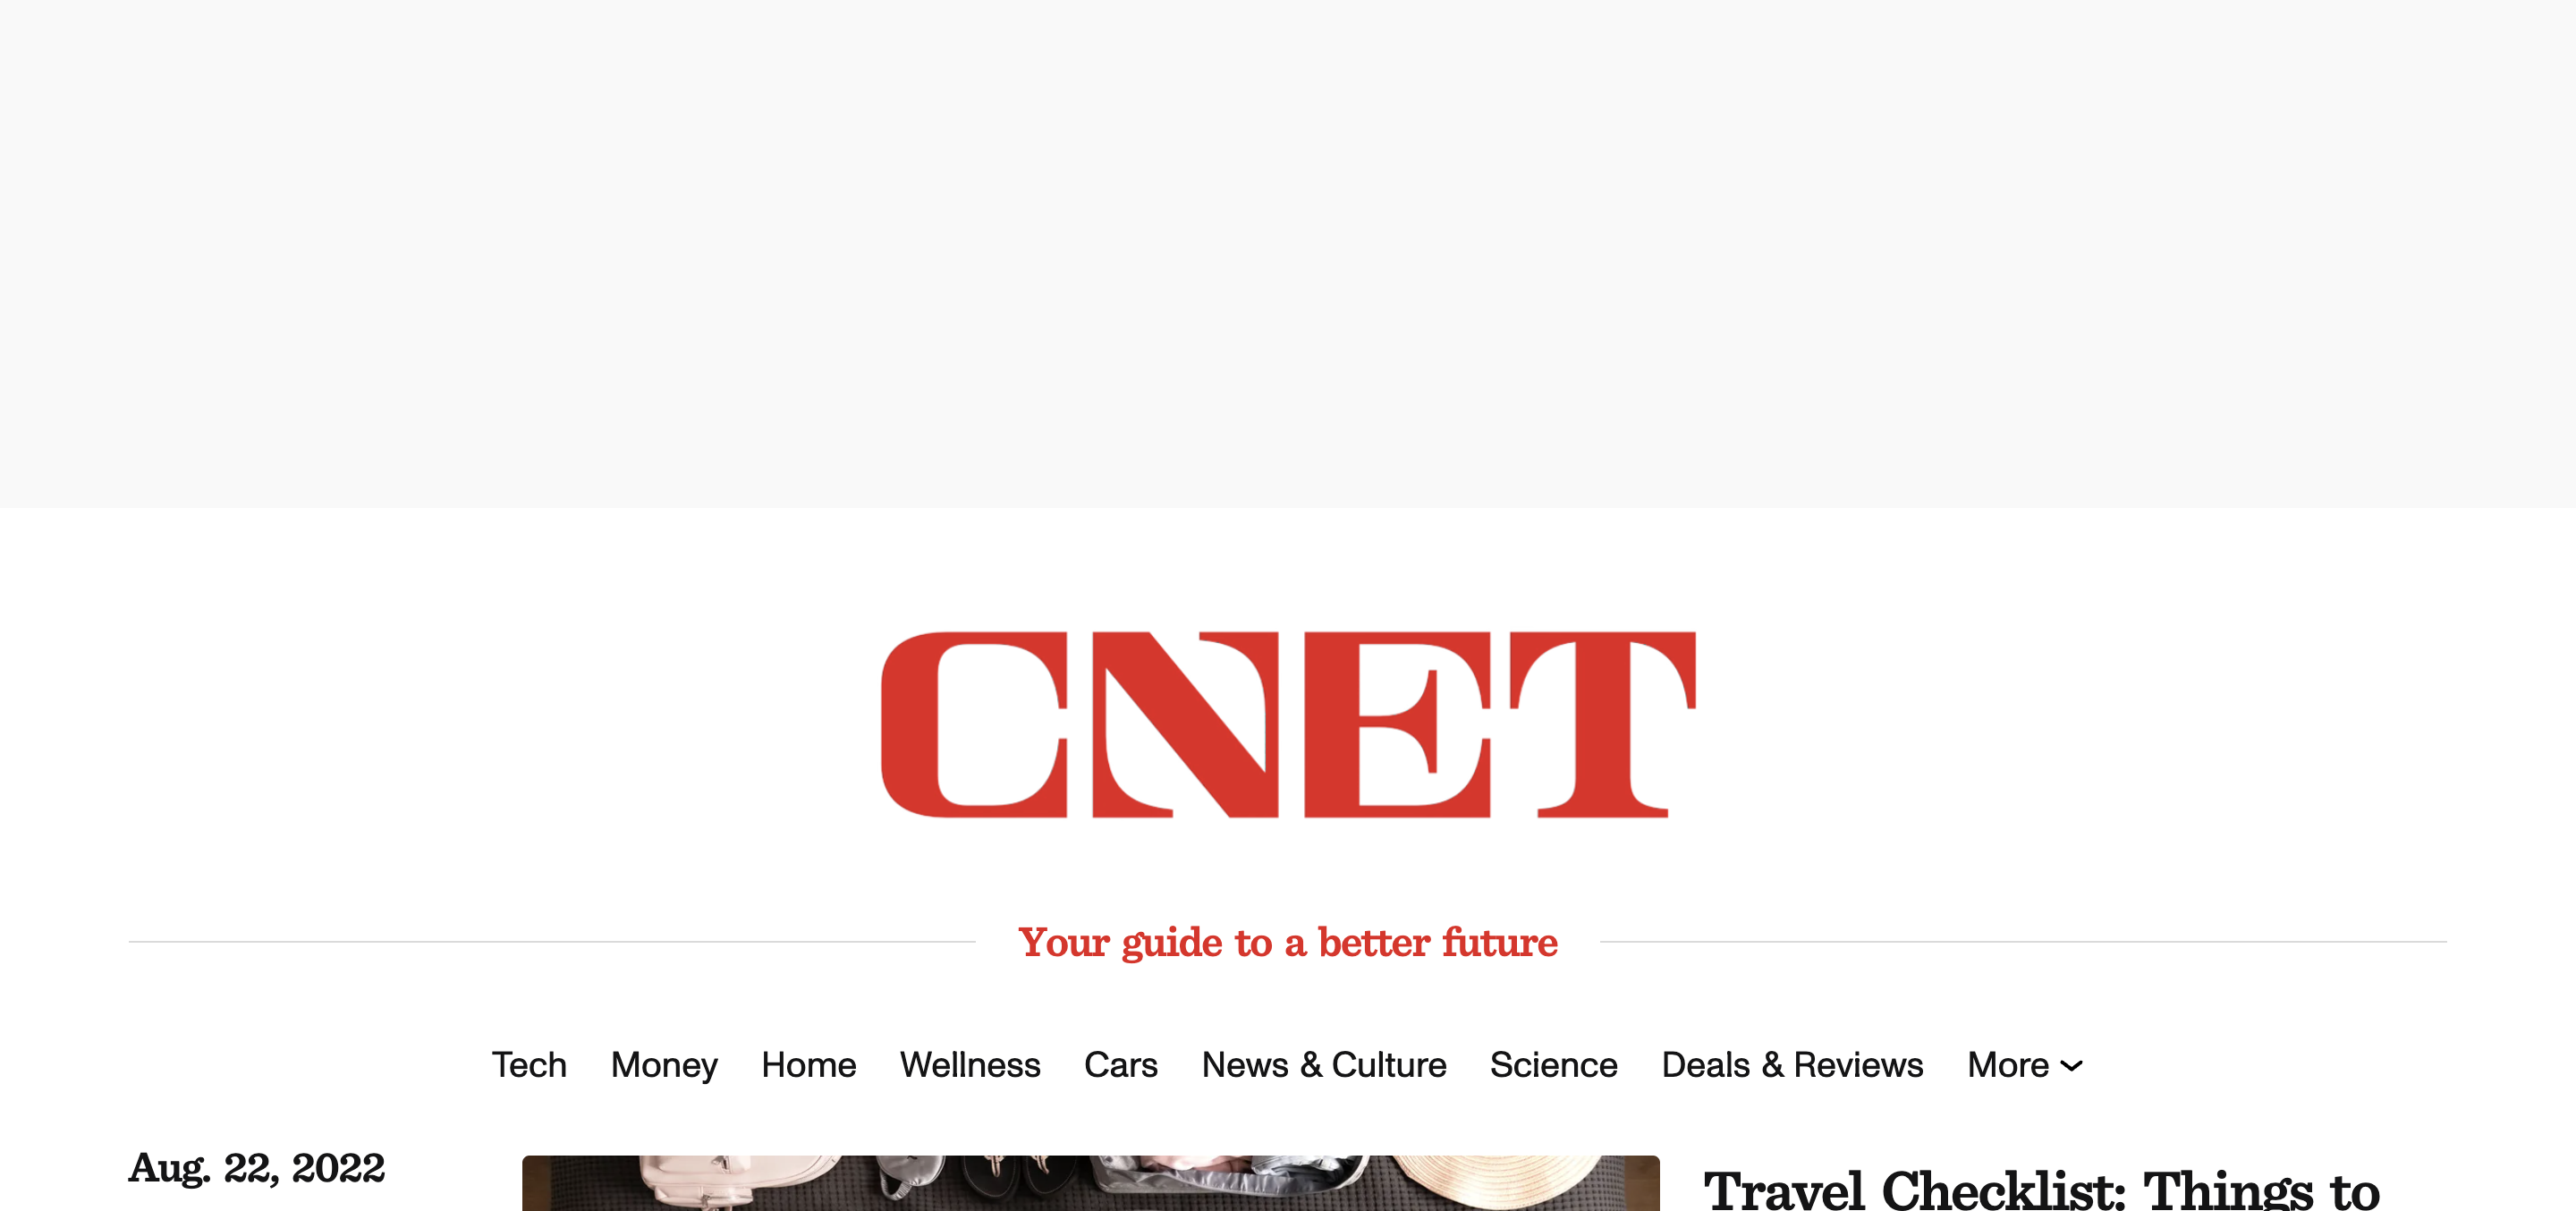 CNET
Your guide to a better future
Tech Money Home Wellness Cars News & Culture Science Deals & Reviews More
Aug. 22, 2022
Travel Checklist: Things to